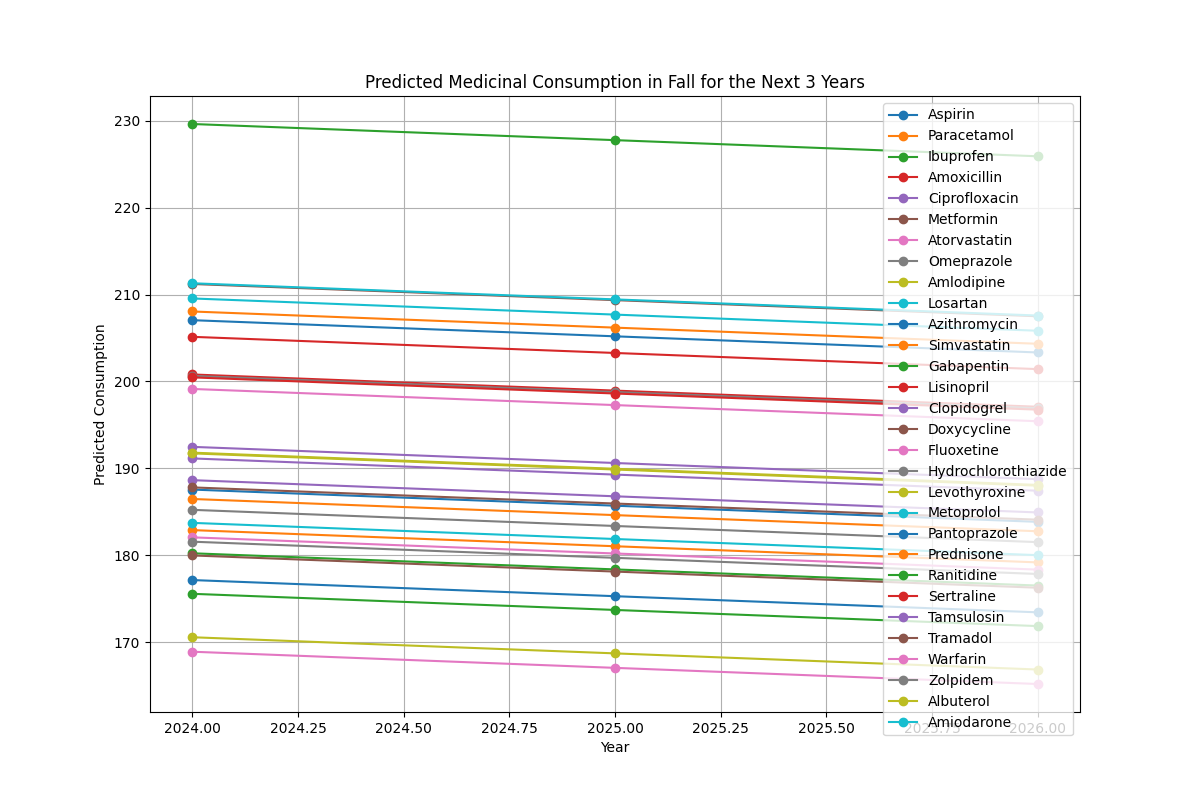 Predicted Medicinal Consumption in Fall for the Next 3 Years
Predicted Consumption
230
220
210
200
190
180
170
2024.00
2024.25
2024.50
2024.75
2025.00
2025.25
2025.50
2025.75
2026.00
Year
Aspirin
Paracetamol
Ibuprofen
Amoxicillin
Ciprofloxacin
Metformin
Atorvastatin
Omeprazole
Amlodipine
Losartan
Azithromycin
Simvastatin
Gabapentin
Lisinopril
Clopidogrel
Doxycycline
Fluoxetine
Hydrochlorothiazide
Levothyroxine
Metoprolol
Pantoprazole
Prednisone
Ranitidine
Sertraline
Tamsulosin
Tramadol
Warfarin
Zolpidem
Albuterol
Amiodarone